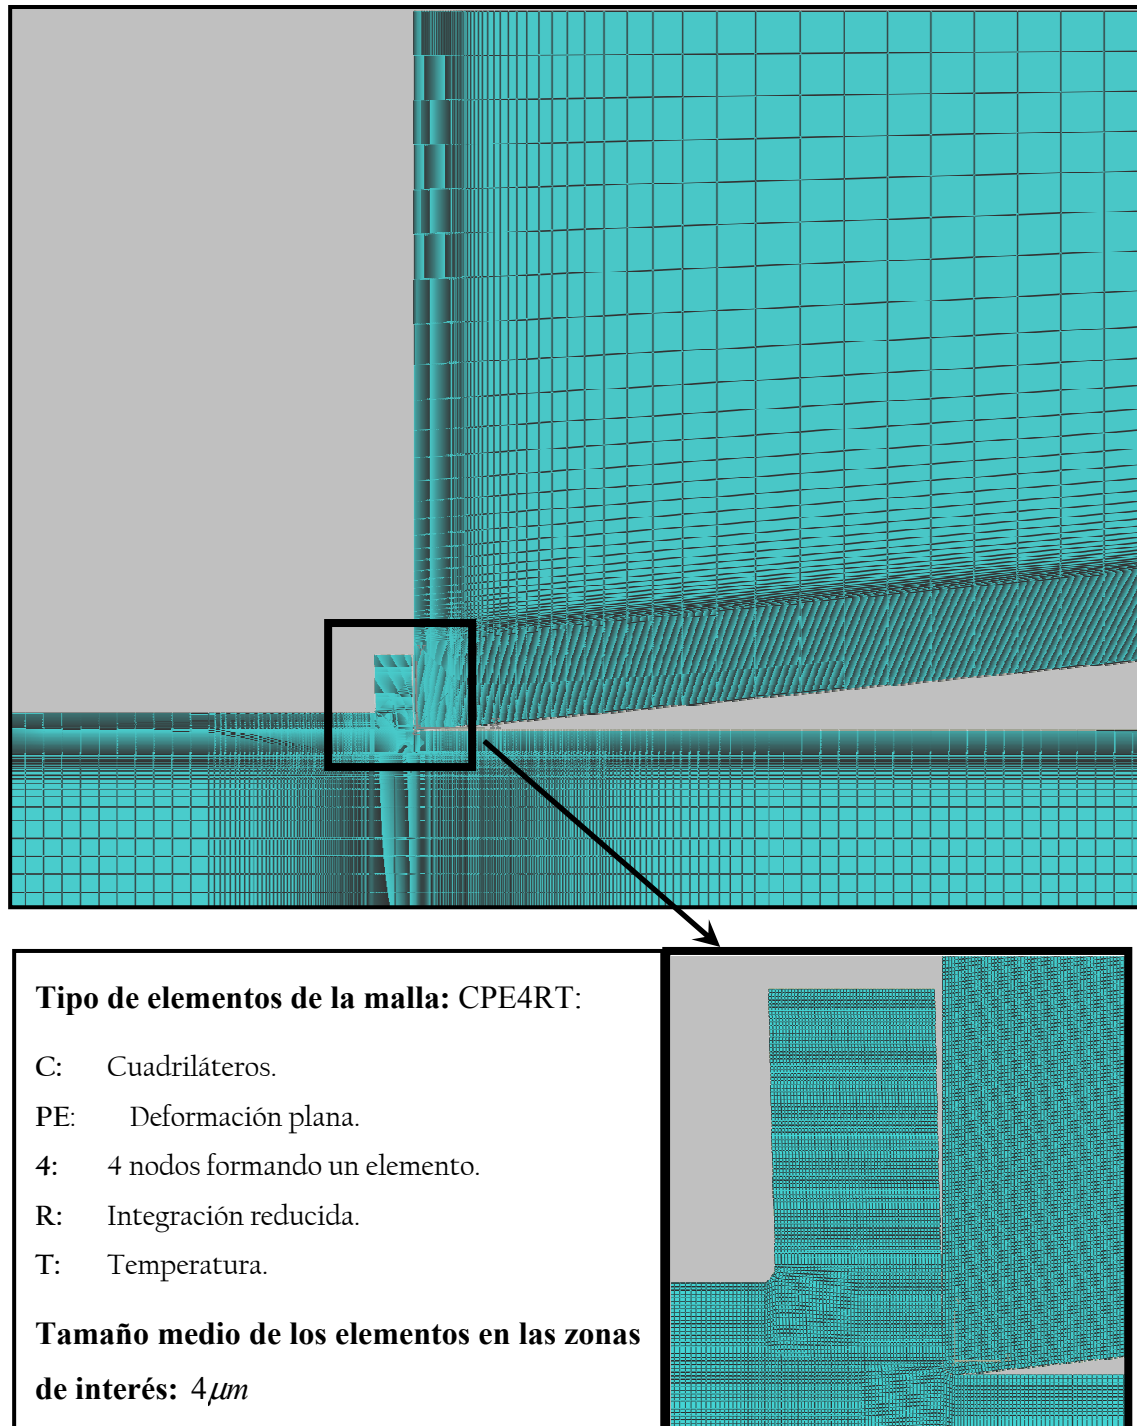 Tipo de elementos de la malla: CPE4RT:
C: Cuadriláteros.
PE: Deformación plana.
4: 4 nodos formando un elemento.
R: Integración reducida.
T: Temperatura.
Tamaño medio de los elementos en las zonas
de interés: 4μm